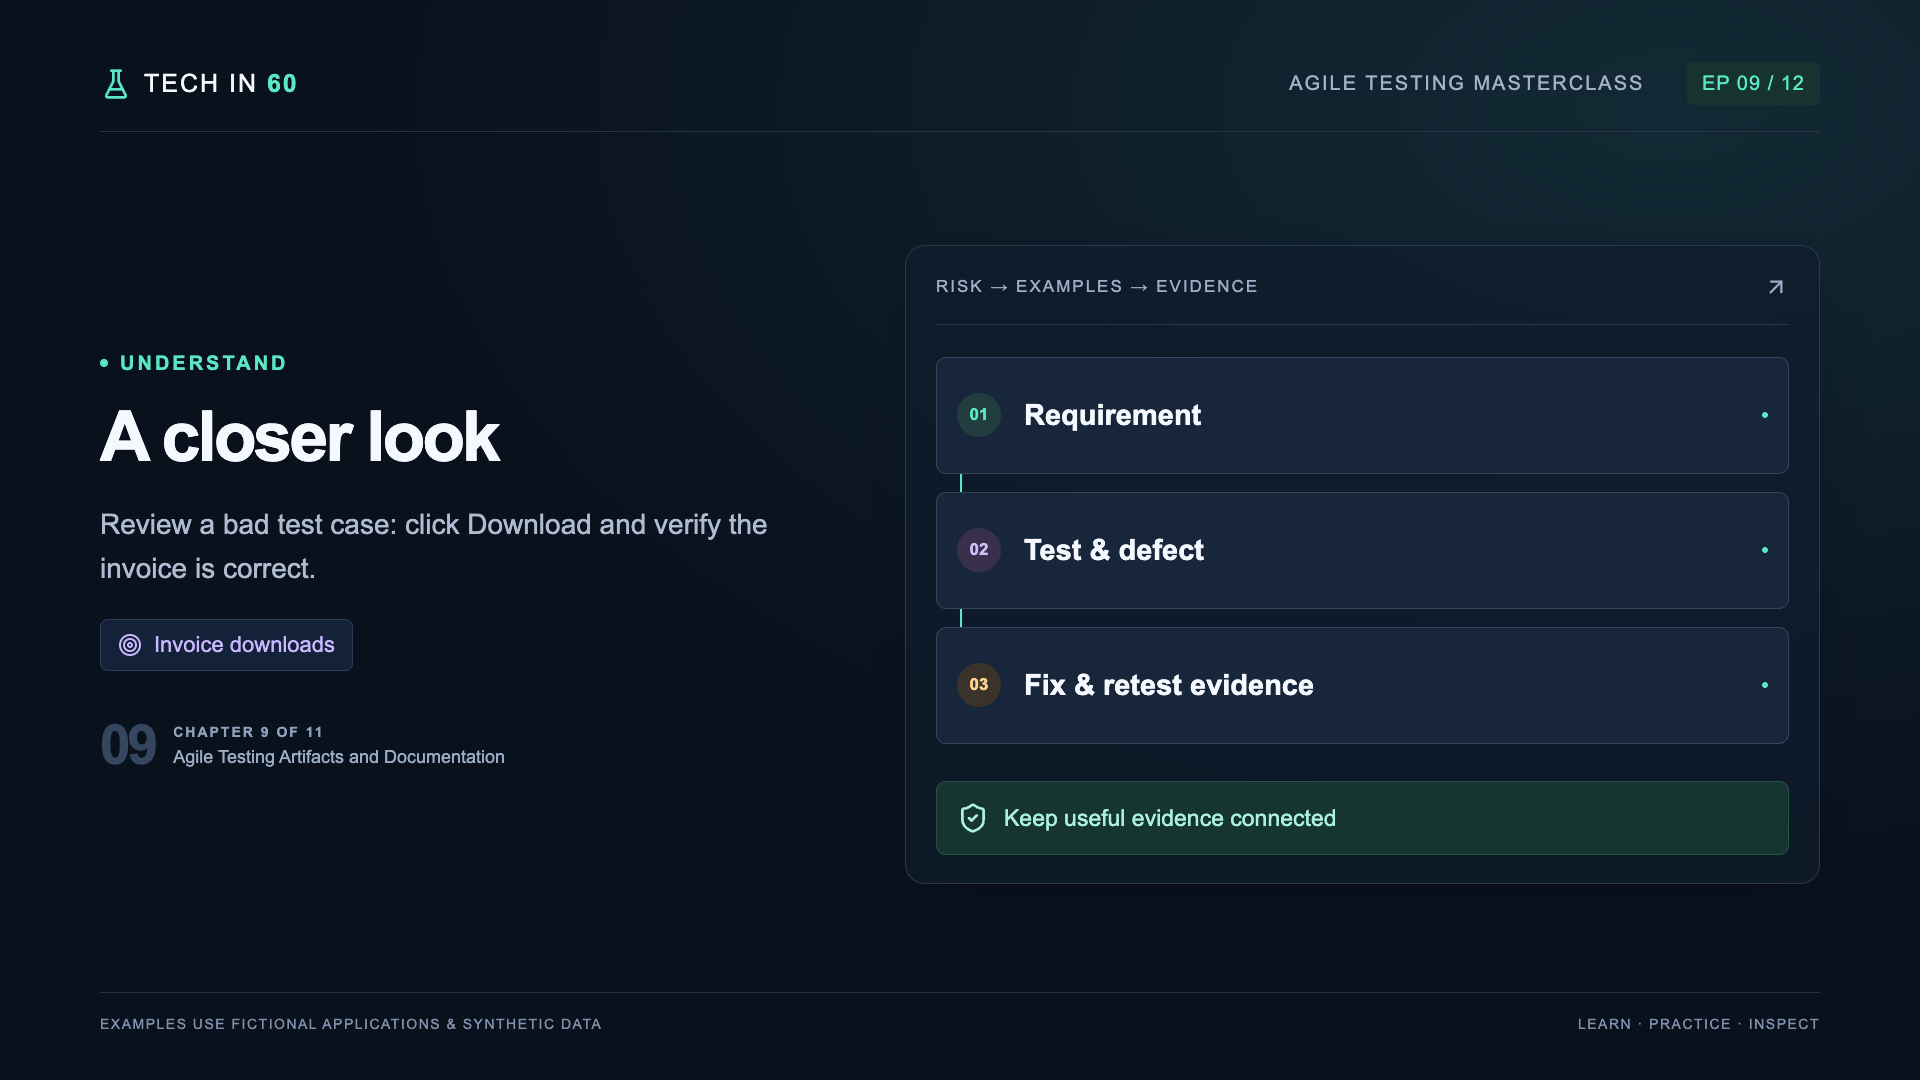 TECH IN 60
AGILE TESTING MASTERCLASS
EP 09 / 12
UNDERSTAND
A closer look
Review a bad test case: click Download and verify the
invoice is correct.
Invoice downloads
09
CHAPTER 9 OF 11
Agile Testing Artifacts and Documentation
RISK → EXAMPLES → EVIDENCE
01
Requirement
02
Test & defect
03
Fix & retest evidence
Keep useful evidence connected
EXAMPLES USE FICTIONAL APPLICATIONS & SYNTHETIC DATA
LEARN · PRACTICE · INSPECT